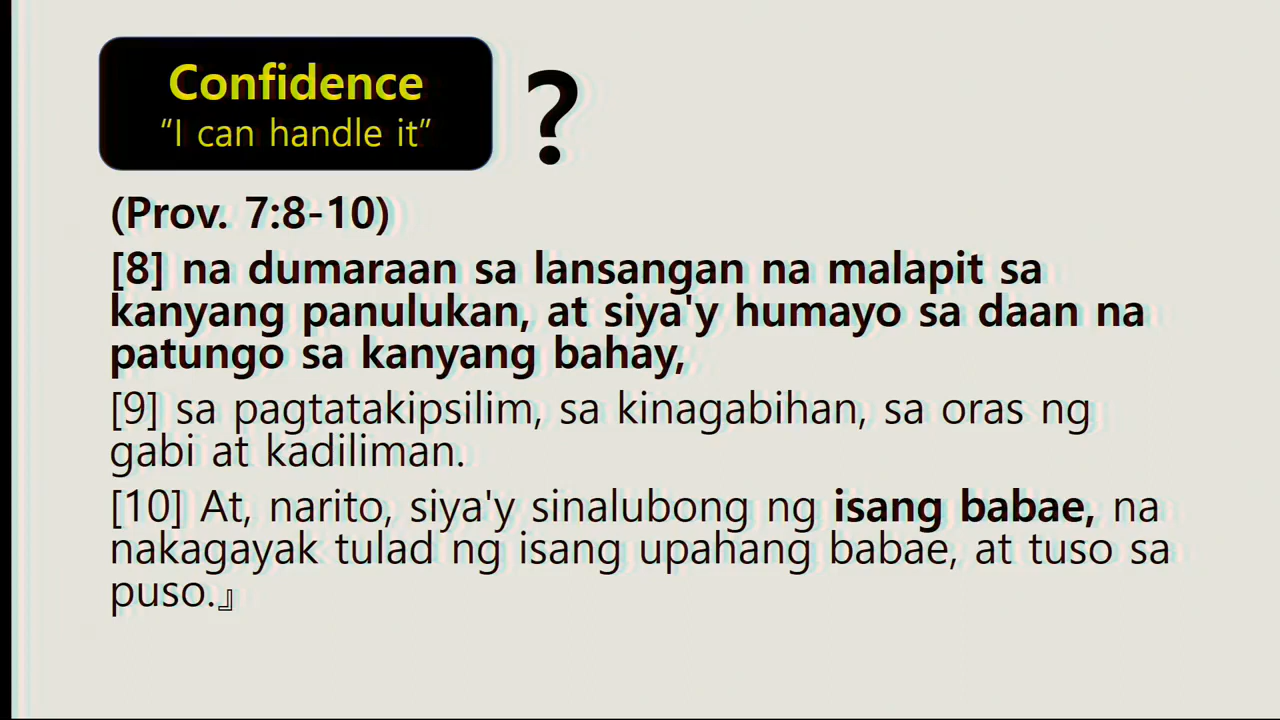 Confidence
“I can handle it”
?
(Prov. 7:8-10)
[8] na dumaraan sa lansangan na malapit sa
kanyang panulukan, at siya'y humayo sa daan na
patungo sa kanyang bahay,
[9] sa pagtatakipsilim, sa kinagabihan, sa oras ng
gabi at kadiliman.
[10] At, narito, siya'y sinalubong ng isang babae, na
nakagayak tulad ng isang upahang babae, at tuso sa
puso.』